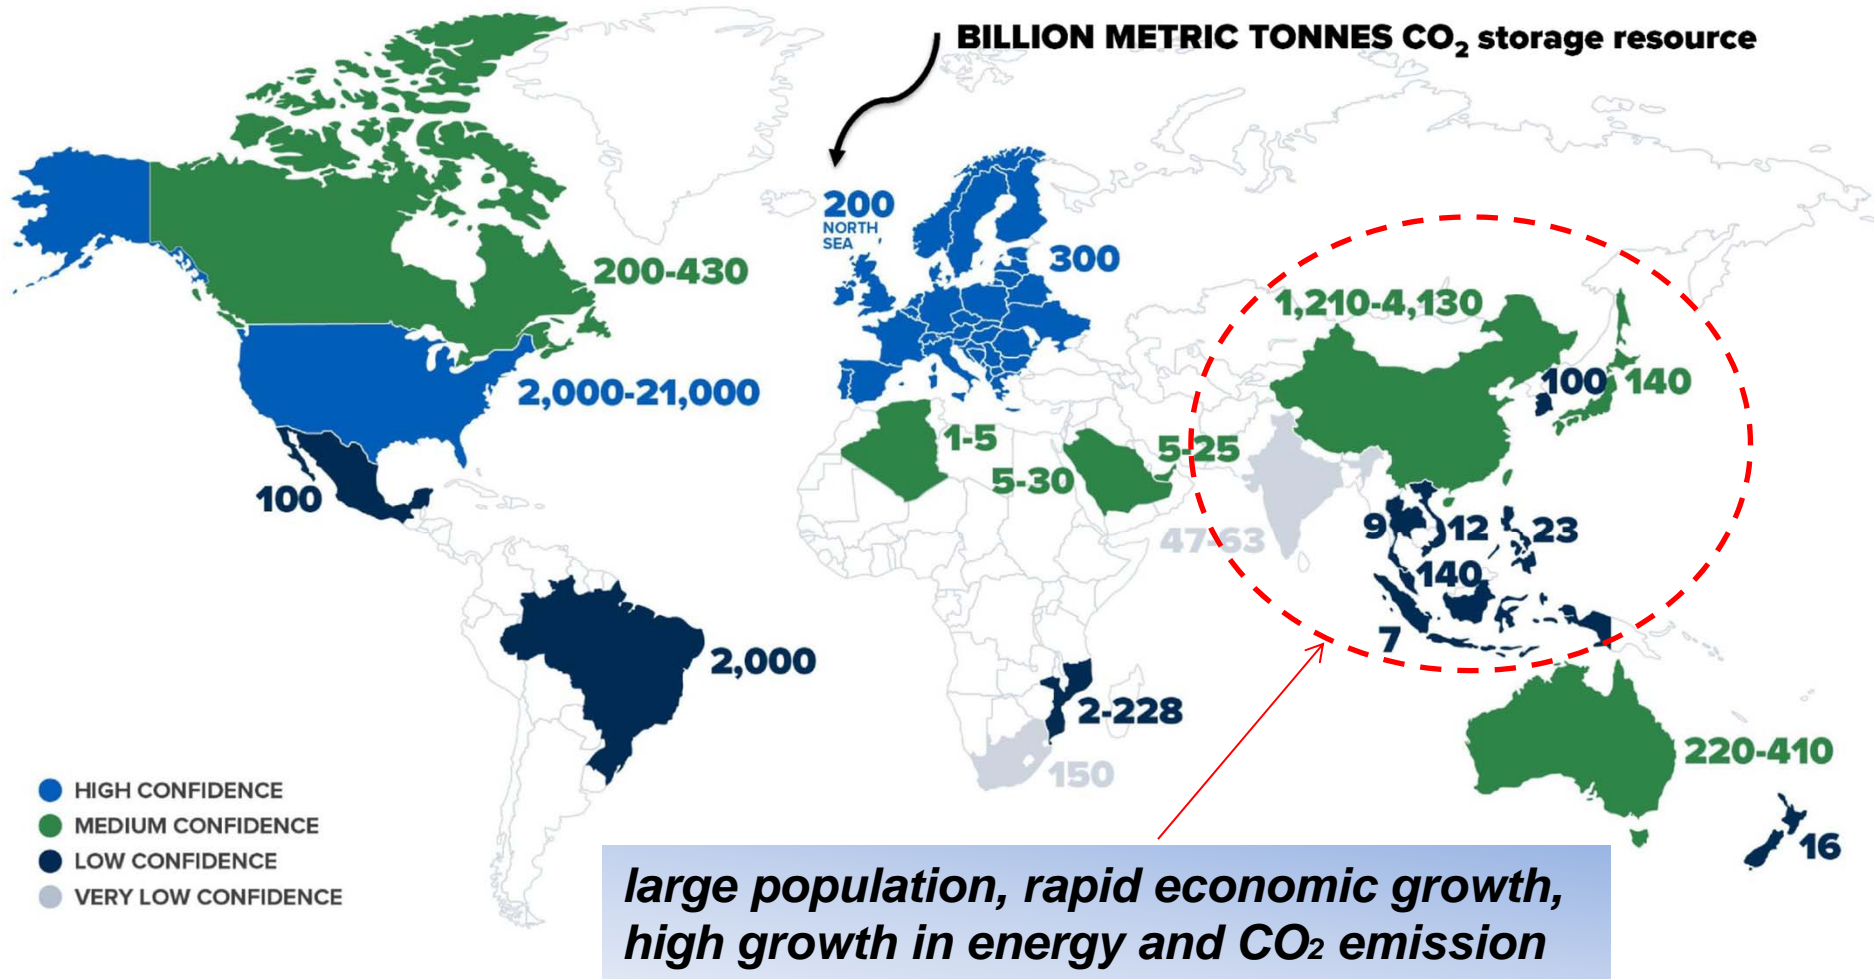 BILLION METRIC TONNES CO₂ storage resource
200
NORTH
SEA
300
200-430
1,210-4,130
2,000-21,000
100
140
1-5
5-25
5-30
100
47-63
9
12
23
140
7
2,000
2-228
150
220-410
16
HIGH CONFIDENCE
MEDIUM CONFIDENCE
LOW CONFIDENCE
VERY LOW CONFIDENCE
large population, rapid economic growth,
high growth in energy and CO₂ emission